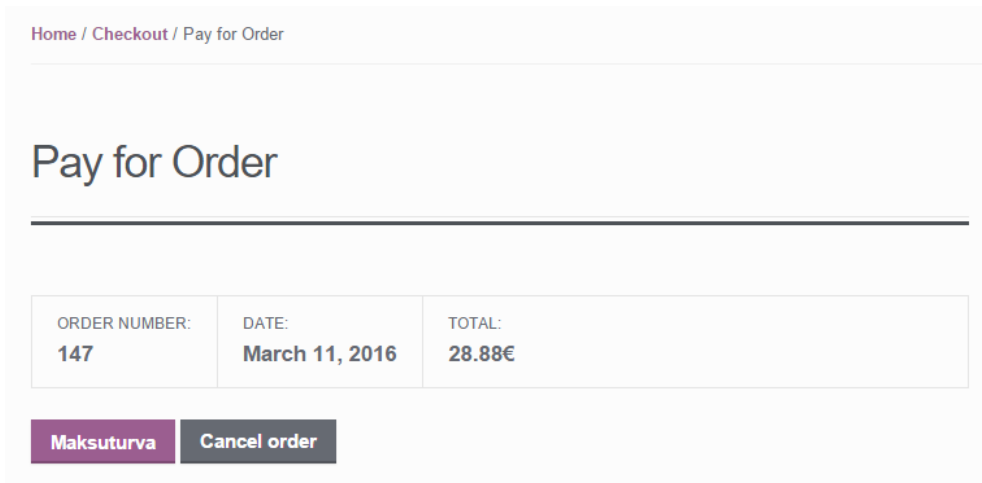 Home / Checkout / Pay for Order
Pay for Order
ORDER NUMBER: DATE: TOTAL:
147 March 11, 2016 28.88€
Maksuturva Cancel order